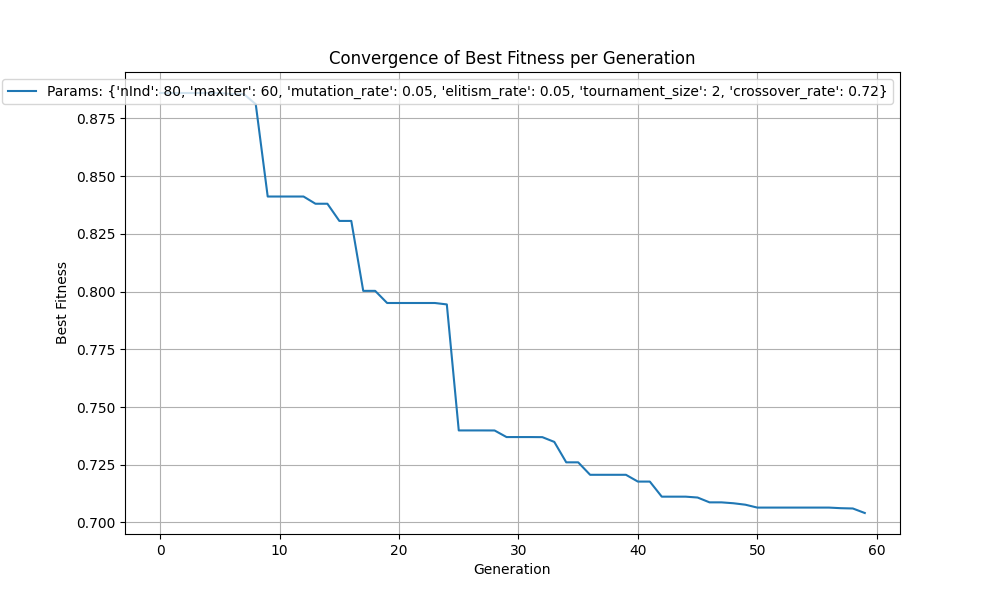 Convergence of Best Fitness per Generation
Params: {'nInd': 80, 'maxIter': 60, 'mutation_rate': 0.05, 'elitism_rate': 0.05, 'tournament_size': 2, 'crossover_rate': 0.72}
0.875
0.850
0.825
0.800
0.775
0.750
0.725
0.700
Best Fitness
0 10 20 30 40 50 60
Generation